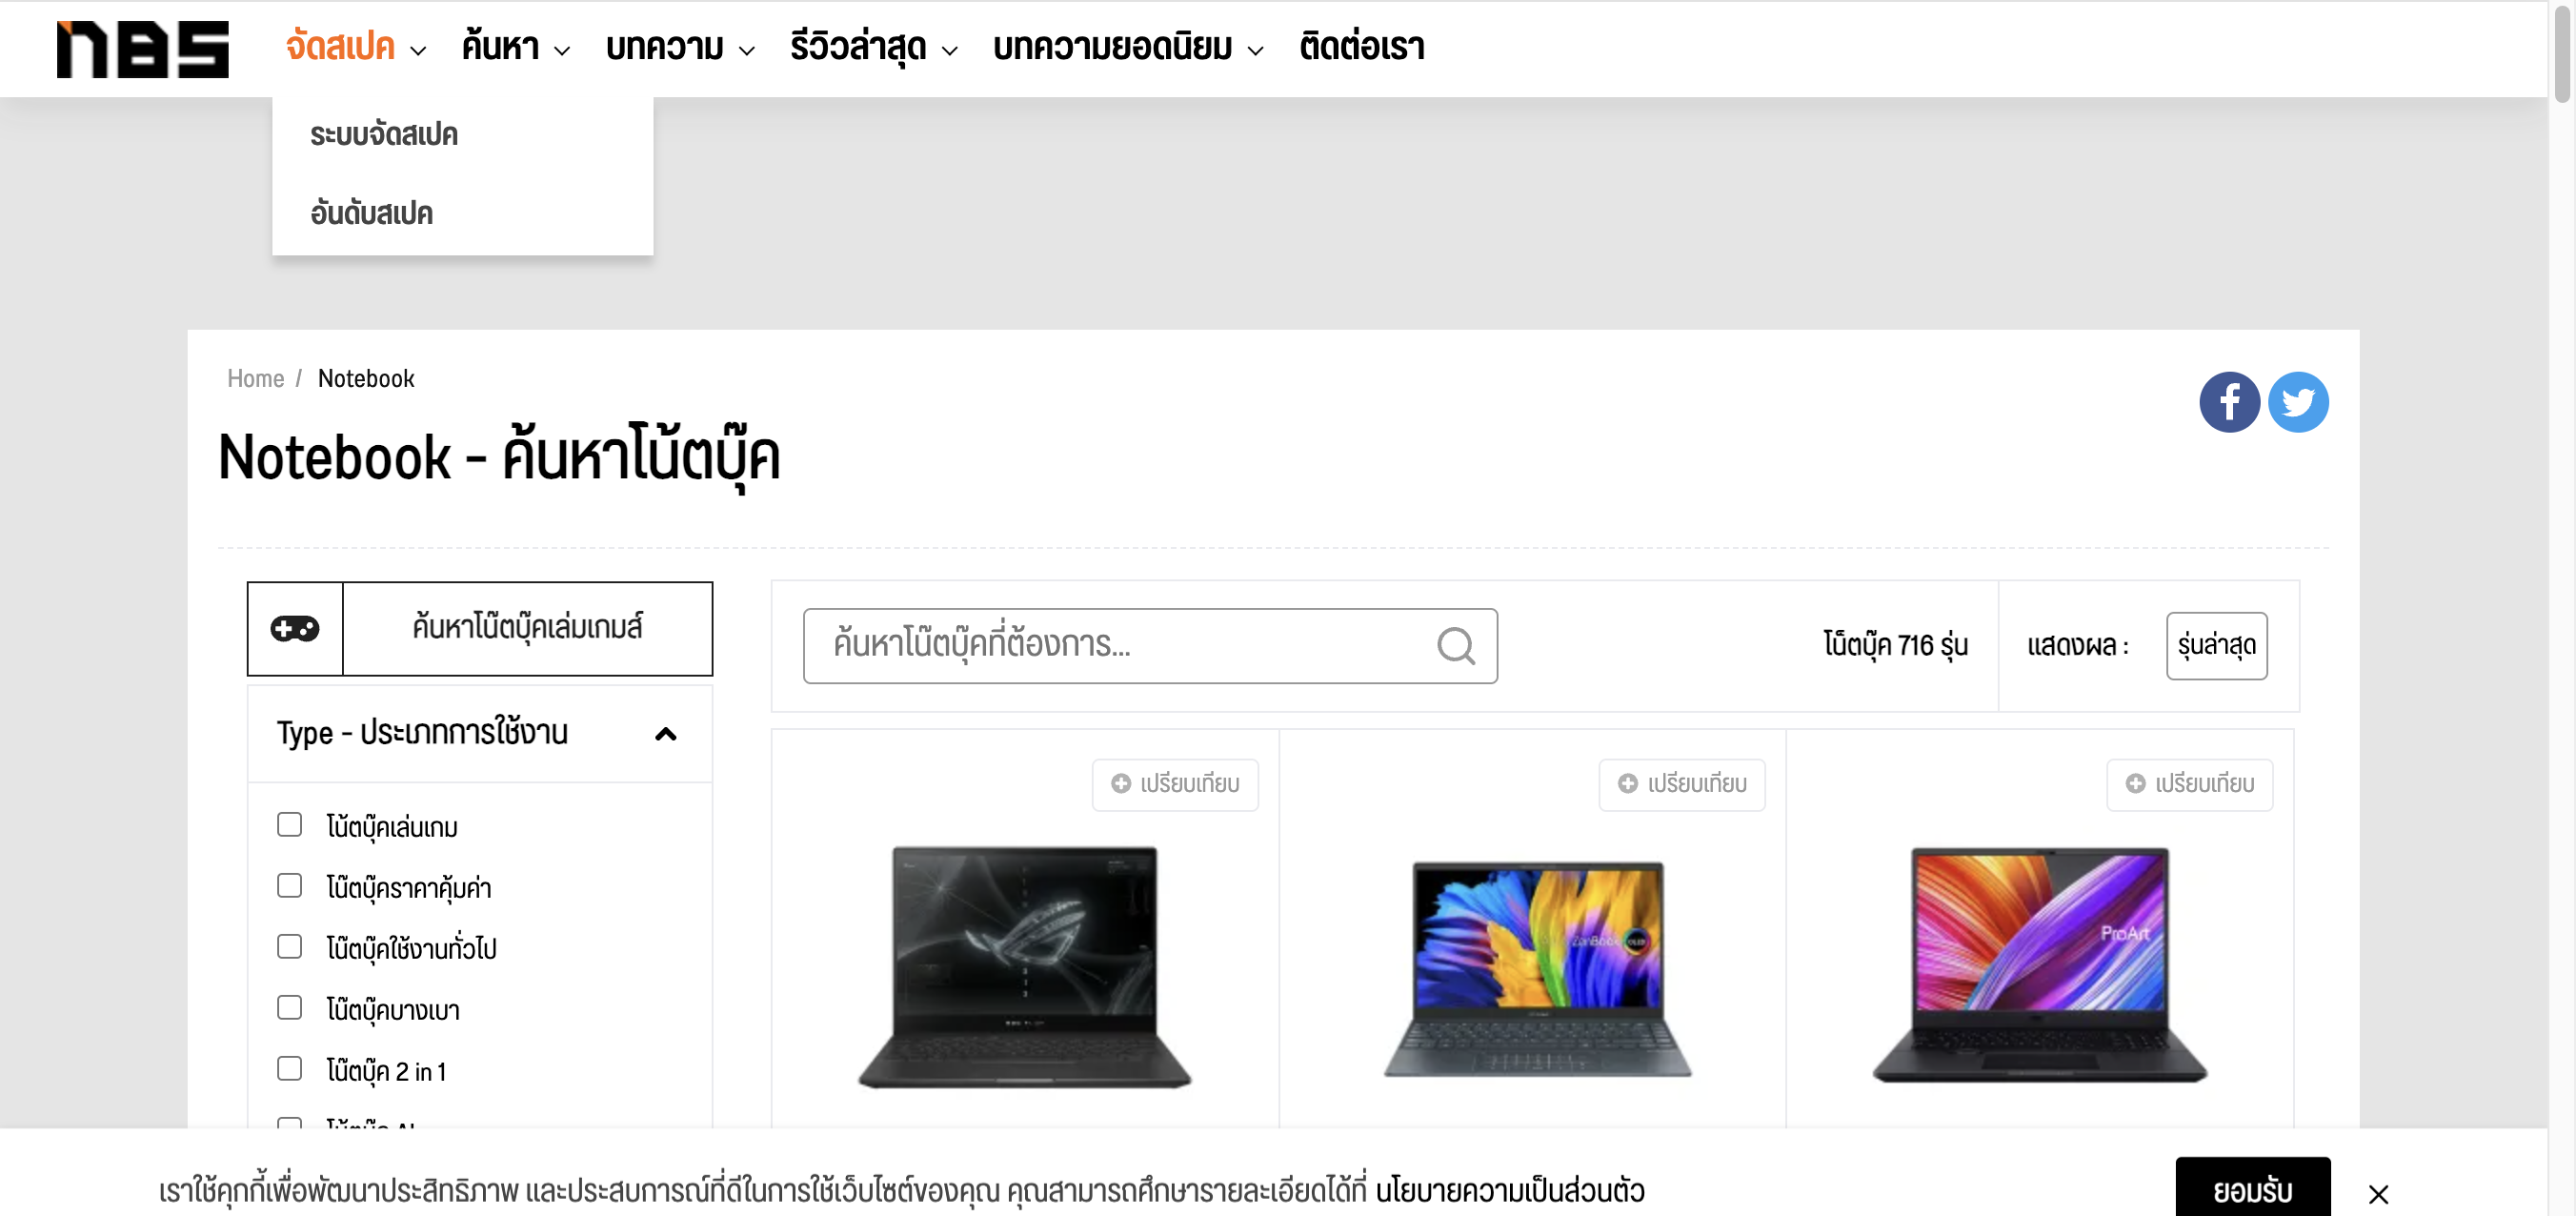 nbs
จัดสเปค ค้นหา บทความ รีวิวล่าสุด บทความยอดนิยม ติดต่อเรา
ระบบจัดสเปค
อันดับสเปค
Home / Notebook
Notebook - ค้นหาโน้ตบุ๊ค
ค้นหาโน๊ตบุ๊คเล่มเกมส์
ค้นหาโน๊ตบุ๊คที่ต้องการ...
โน็ตบุ๊ค 716 รุ่น
แสดงผล :
รุ่นล่าสุด
Type - ประเภทการใช้งาน
โน้ตบุ๊คเล่นเกม
โน๊ตบุ๊คราคาคุ้มค่า
โน๊ตบุ๊คใช้งานทั่วไป
โน๊ตบุ๊คบางเบา
โน๊ตบุ๊ค 2 in 1
เปรียบเทียบ
เปรียบเทียบ
เปรียบเทียบ
ZenBook
ProArt
เราใช้คุกกี้เพื่อพัฒนาประสิทธิภาพ และประสบการณ์ที่ดีในการใช้เว็บไซต์ของคุณ คุณสามารถศึกษารายละเอียดได้ที่ นโยบายความเป็นส่วนตัว
ยอมรับ